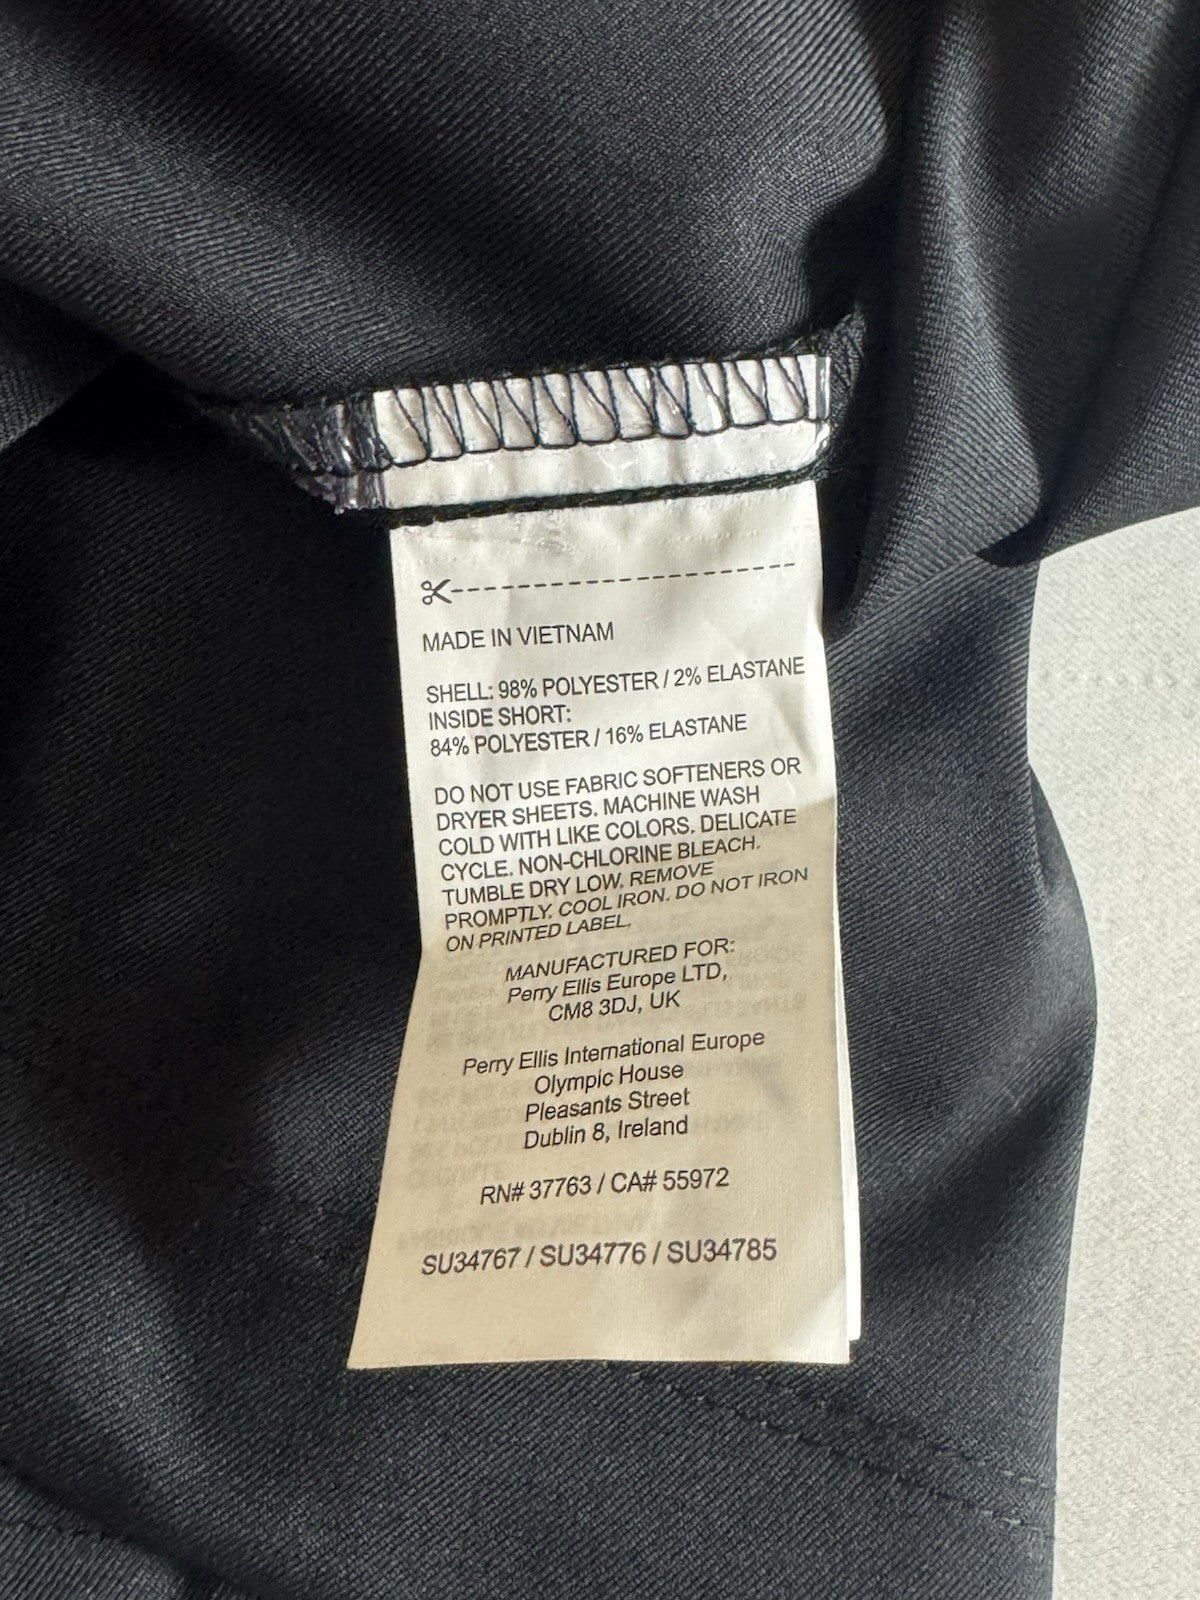 MADE IN VIETNAM
SHELL: 98% POLYESTER / 2% ELASTANE
INSIDE SHORT:
84% POLYESTER / 16% ELASTANE
DO NOT USE FABRIC SOFTENERS OR
DRYER SHEETS. MACHINE WASH
COLD WITH LIKE COLORS. DELICATE
CYCLE. NON-CHLORINE BLEACH.
TUMBLE DRY LOW. REMOVE
PROMPTLY. COOL IRON. DO NOT IRON
ON PRINTED LABEL.
MANUFACTURED FOR:
Perry Ellis Europe LTD,
CM8 3DJ, UK
Perry Ellis International Europe
Olympic House
Pleasants Street
Dublin 8, Ireland
RN# 37763 / CA# 55972
SU34767 / SU34776 / SU34785